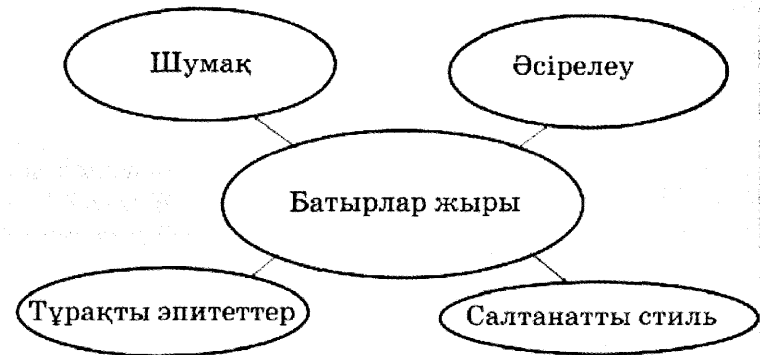 Шумақ
Әсірелеу
Батырлар жыры
Тұрақты эпитеттер
Салтанатты стиль